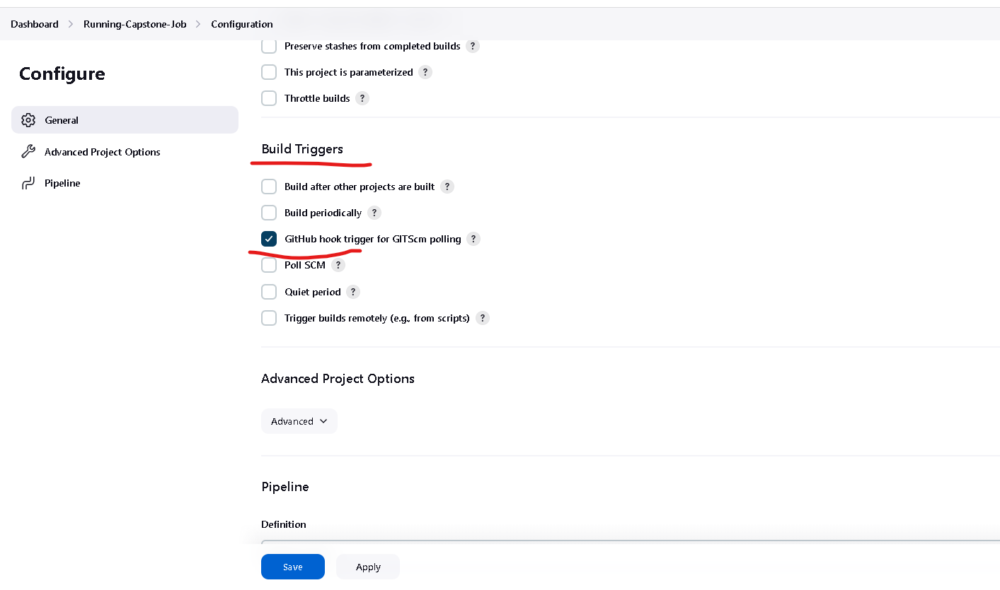 Dashboard > Running-Capstone-Job > Configuration
Configure
General
Advanced Project Options
Pipeline
Preserve stashes from completed builds ?
This project is parameterized ?
Throttle builds ?
Build Triggers
Build after other projects are built ?
Build periodically ?
GitHub hook trigger for GITScm polling ?
Poll SCM ?
Quiet period ?
Trigger builds remotely (e.g., from scripts) ?
Advanced Project Options
Advanced
Pipeline
Definition
Save Apply